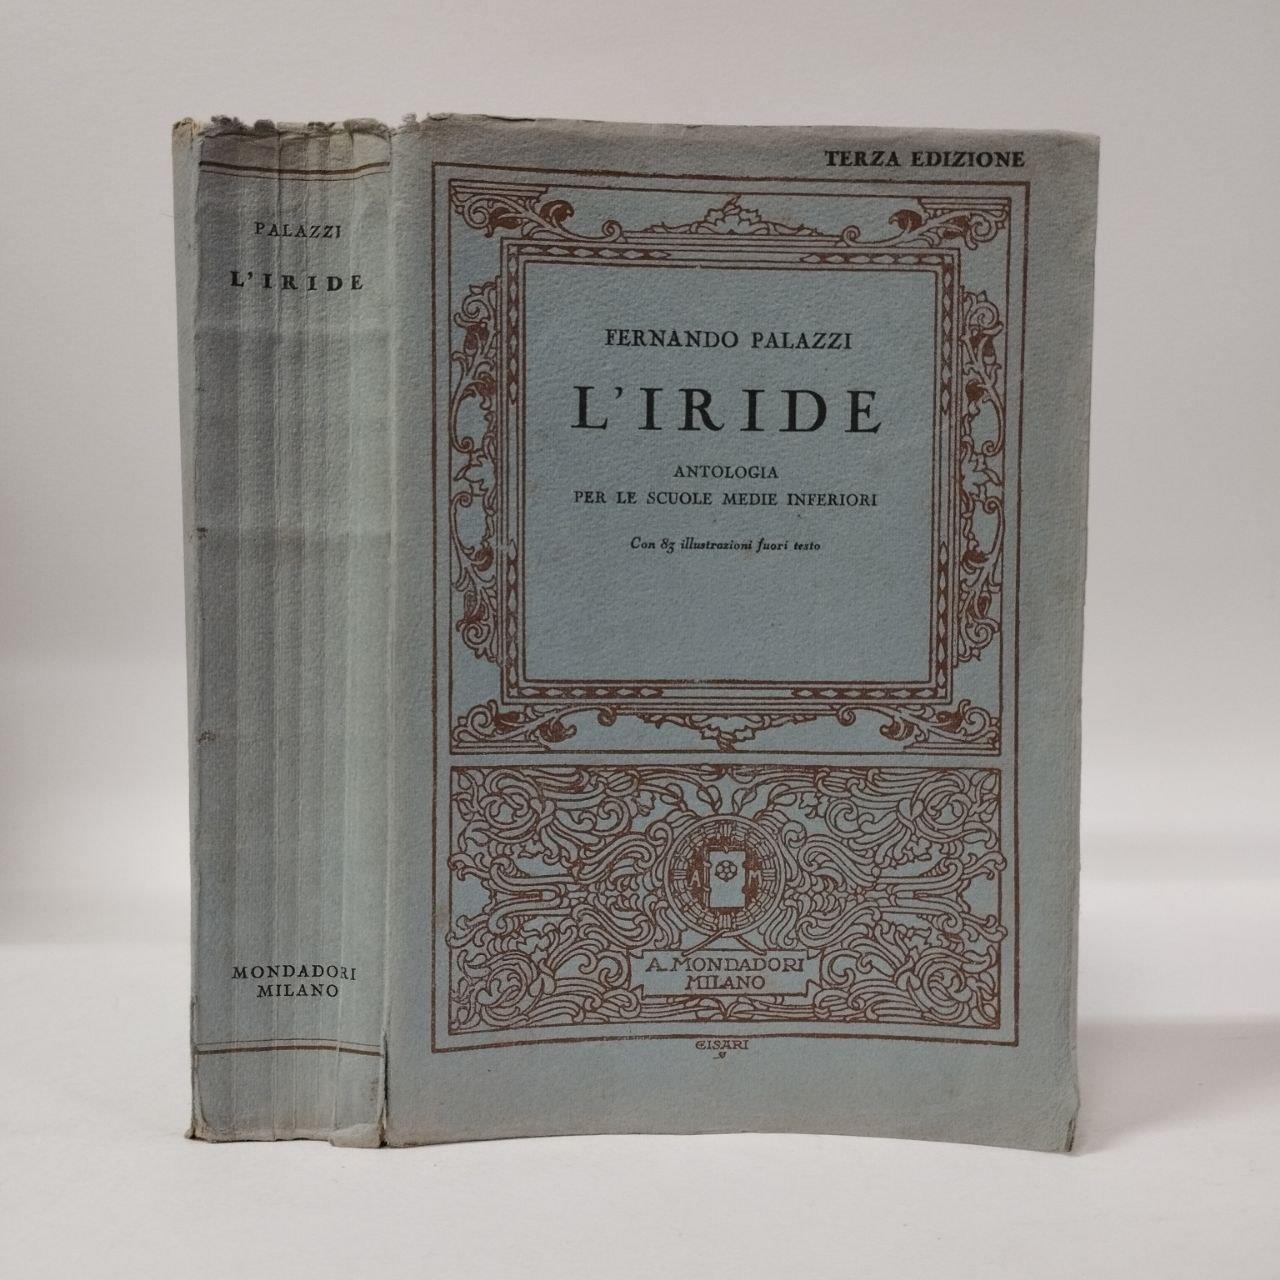 PALAZZI
L'IRIDE
MONDADORI
MILANO
TERZA EDIZIONE
FERNANDO PALAZZI
L'IRIDE
ANTOLOGIA
PER LE SCUOLE MEDIE INFERIORI
Con 83 illustrazioni fuori testo
A M
A. MONDADORI
MILANO
CISARI